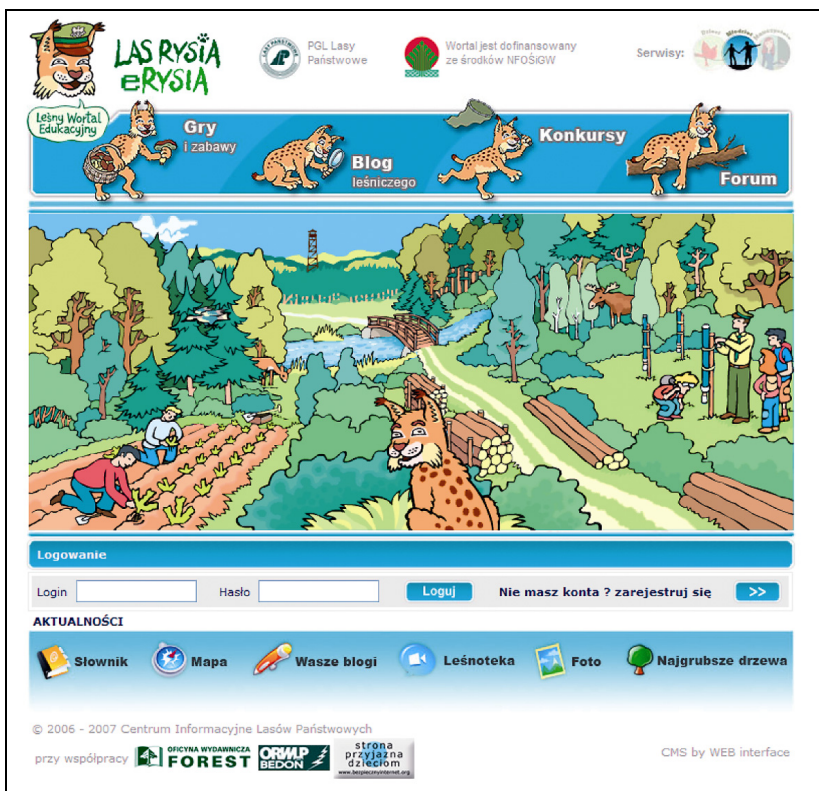 LAS RYSIA
eRYSIA
PGL Lasy
Państwowe
Wortal jest dofinansowany
ze środków NFOŚiGW
Serwisy:
Leśny Wortal
Edukacyjny
Gry
i zabawy
Blog
leśniczego
Konkursy
Forum
Logowanie
Login
Hasło
Loguj
Nie masz konta ? zarejestruj się
>>
AKTUALNOŚCI
Słownik
Mapa
Wasze blogi
Leśnoteka
Foto
Najgrubsze drzewa
© 2006 - 2007 Centrum Informacyjne Lasów Państwowych
przy współpracy
OFICYNA WYDAWNICZA
FOREST
ORWLP
BEDOŃ
strona
przyjazna
dzieciom
www.bezpiecznyinternet.org
CMS by WEB interface